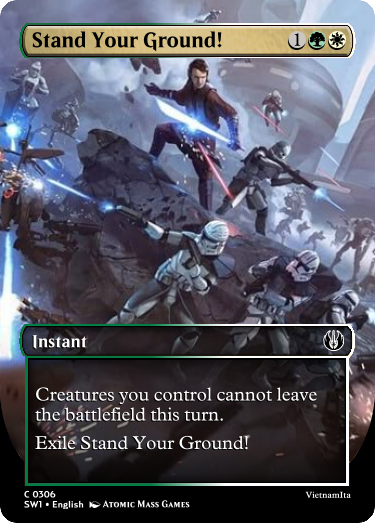 Stand Your Ground! 1
Instant
Creatures you control cannot leave
the battlefield this turn.
Exile Stand Your Ground!
C 0306
SW1 • English Atomic Mass Games
VietnamIta